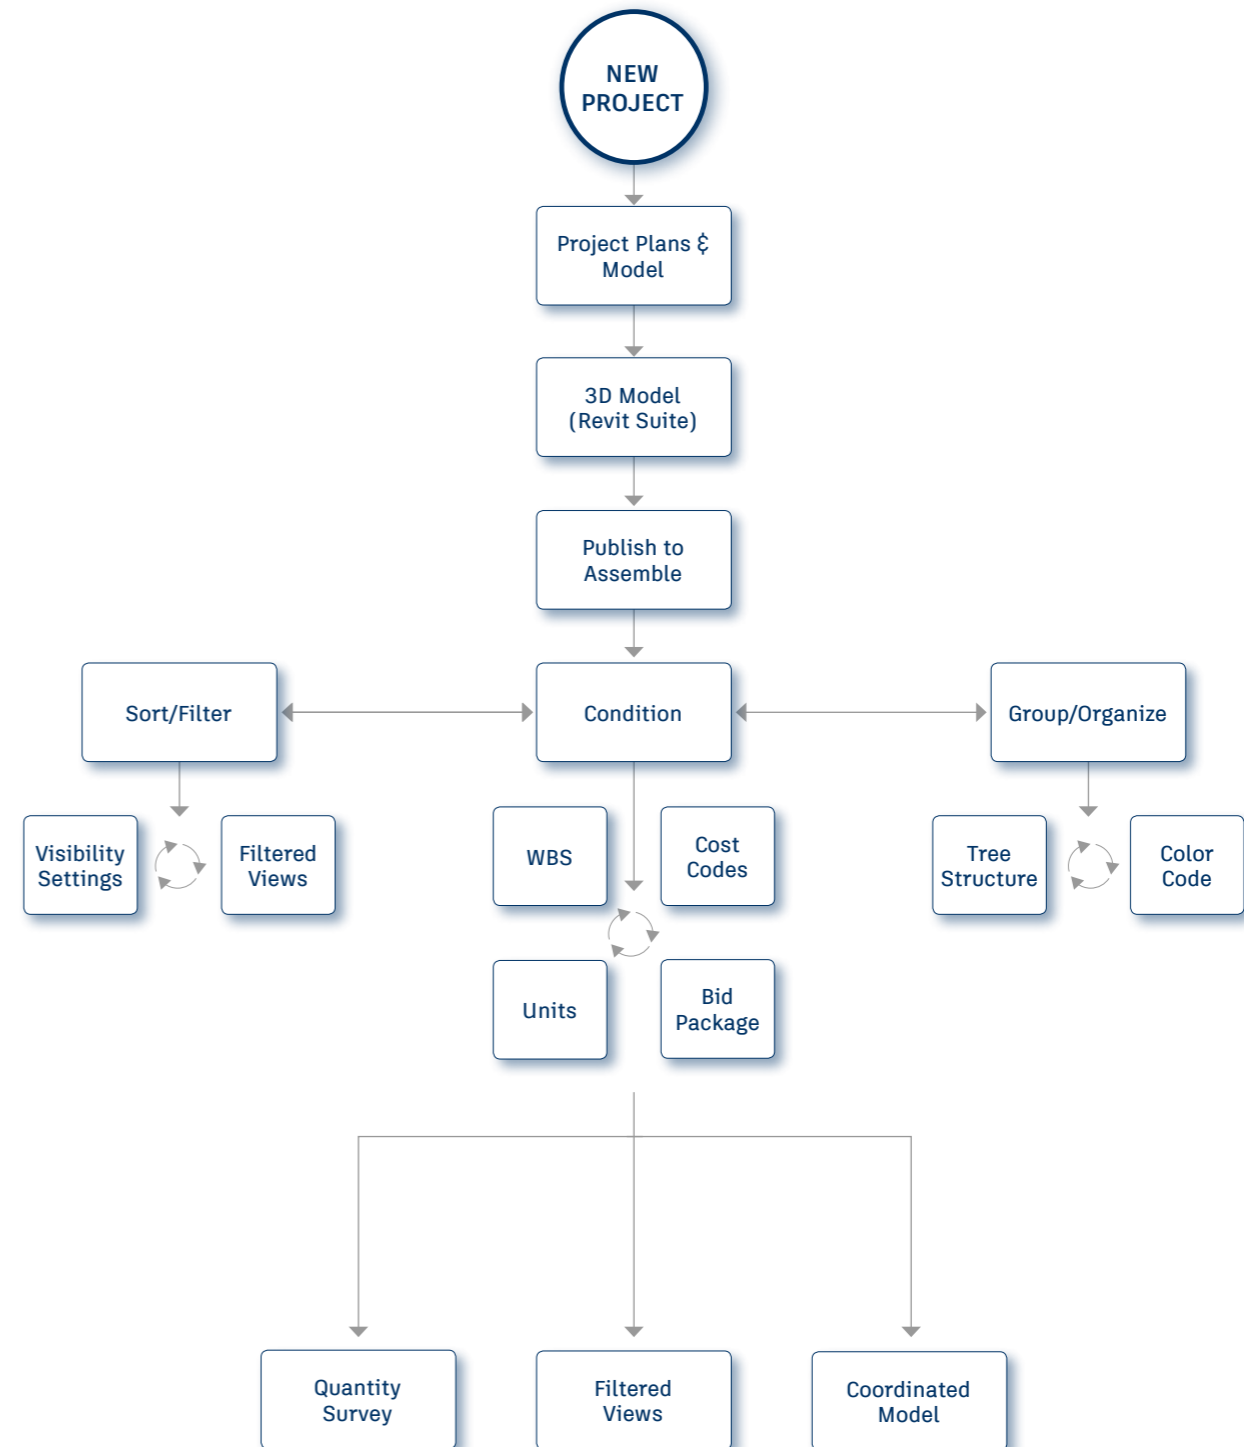 NEW
PROJECT
Project Plans &
Model
3D Model
(Revit Suite)
Publish to
Assemble
Sort/Filter
Condition
Group/Organize
Visibility
Settings
Filtered
Views
WBS
Cost
Codes
Tree
Structure
Color
Code
Units
Bid
Package
Quantity
Survey
Filtered
Views
Coordinated
Model